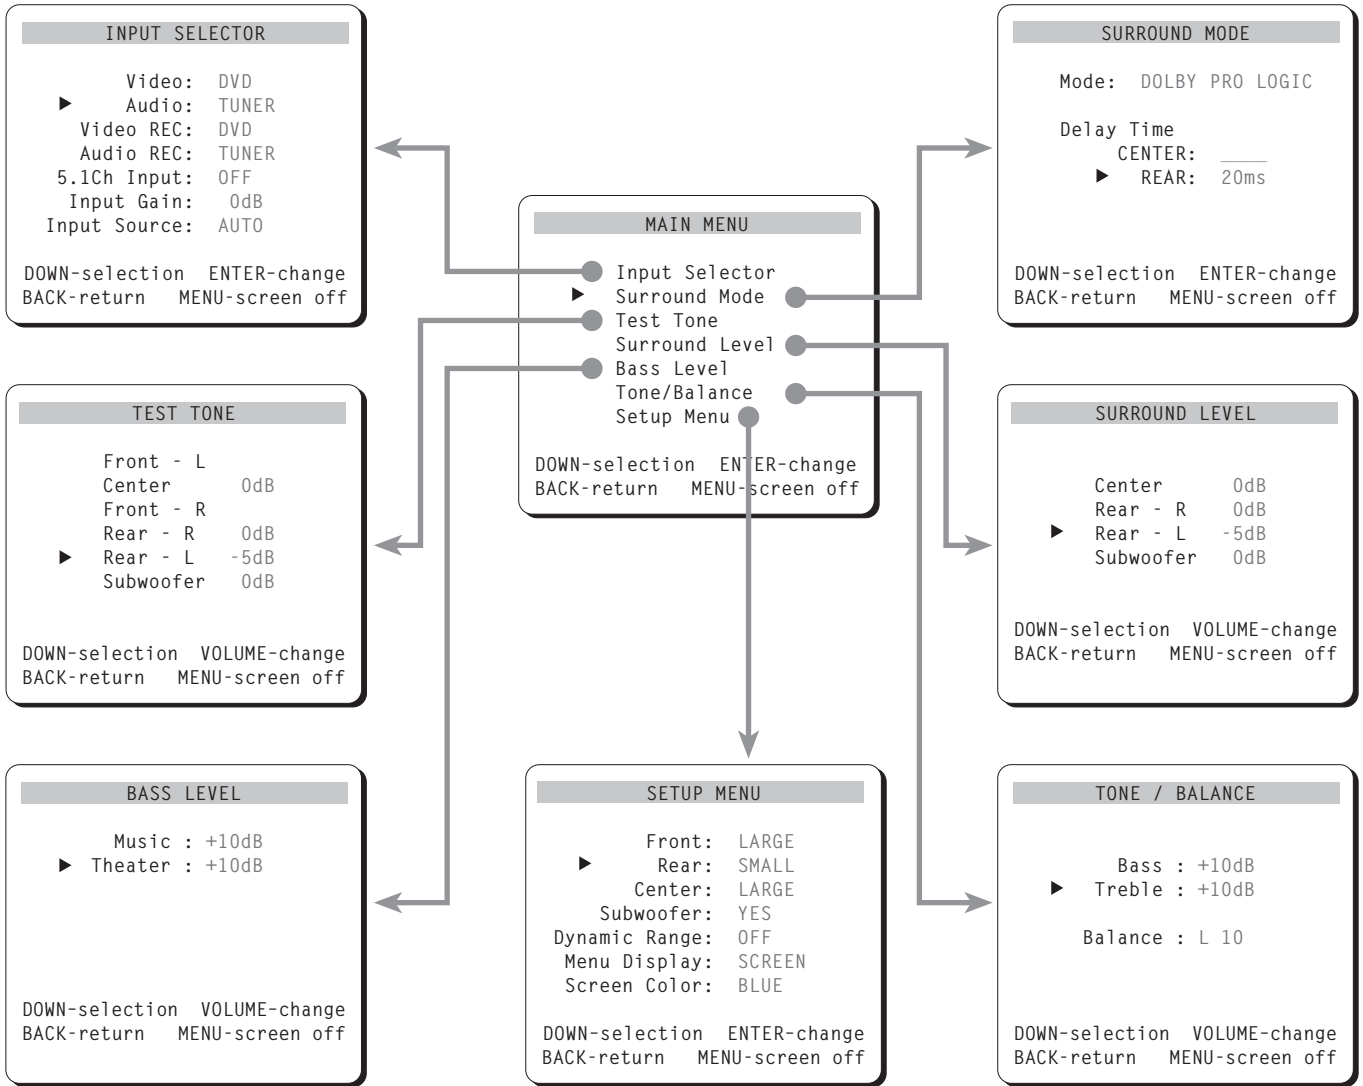 INPUT SELECTOR
Video: DVD
▶ Audio: TUNER
Video REC: DVD
Audio REC: TUNER
5.1Ch Input: OFF
Input Gain: 0dB
Input Source: AUTO
DOWN-selection ENTER-change
BACK-return MENU-screen off
SURROUND MODE
Mode: DOLBY PRO LOGIC
Delay Time
CENTER: ____
▶ REAR: 20ms
DOWN-selection ENTER-change
BACK-return MENU-screen off
MAIN MENU
Input Selector
▶ Surround Mode
Test Tone
Surround Level
Bass Level
Tone/Balance
Setup Menu
DOWN-selection ENTER-change
BACK-return MENU-screen off
TEST TONE
Front - L
Center 0dB
Front - R
Rear - R 0dB
▶ Rear - L -5dB
Subwoofer 0dB
DOWN-selection VOLUME-change
BACK-return MENU-screen off
SURROUND LEVEL
Center 0dB
Rear - R 0dB
▶ Rear - L -5dB
Subwoofer 0dB
DOWN-selection VOLUME-change
BACK-return MENU-screen off
BASS LEVEL
Music : +10dB
▶ Theater : +10dB
DOWN-selection VOLUME-change
BACK-return MENU-screen off
SETUP MENU
Front: LARGE
▶ Rear: SMALL
Center: LARGE
Subwoofer: YES
Dynamic Range: OFF
Menu Display: SCREEN
Screen Color: BLUE
DOWN-selection ENTER-change
BACK-return MENU-screen off
TONE / BALANCE
Bass : +10dB
▶ Treble : +10dB
Balance : L 10
DOWN-selection VOLUME-change
BACK-return MENU-screen off